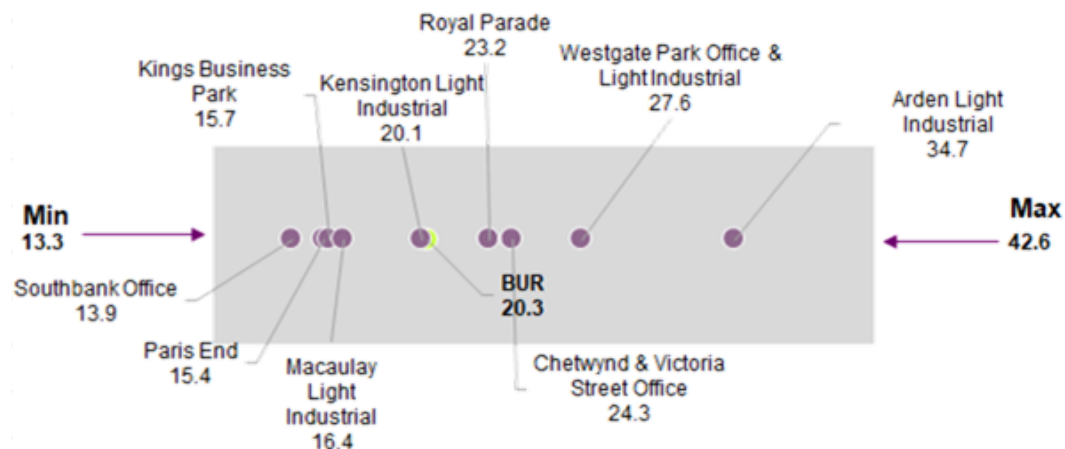 Royal Parade
23.2
Westgate Park Office &
Light Industrial
27.6
Kings Business
Park
15.7
Kensington Light
Industrial
20.1
Arden Light
Industrial
34.7
Min
13.3
Max
42.6
Southbank Office
13.9
BUR
20.3
Paris End
15.4
Macaulay
Light
Industrial
16.4
Chetwynd & Victoria
Street Office
24.3